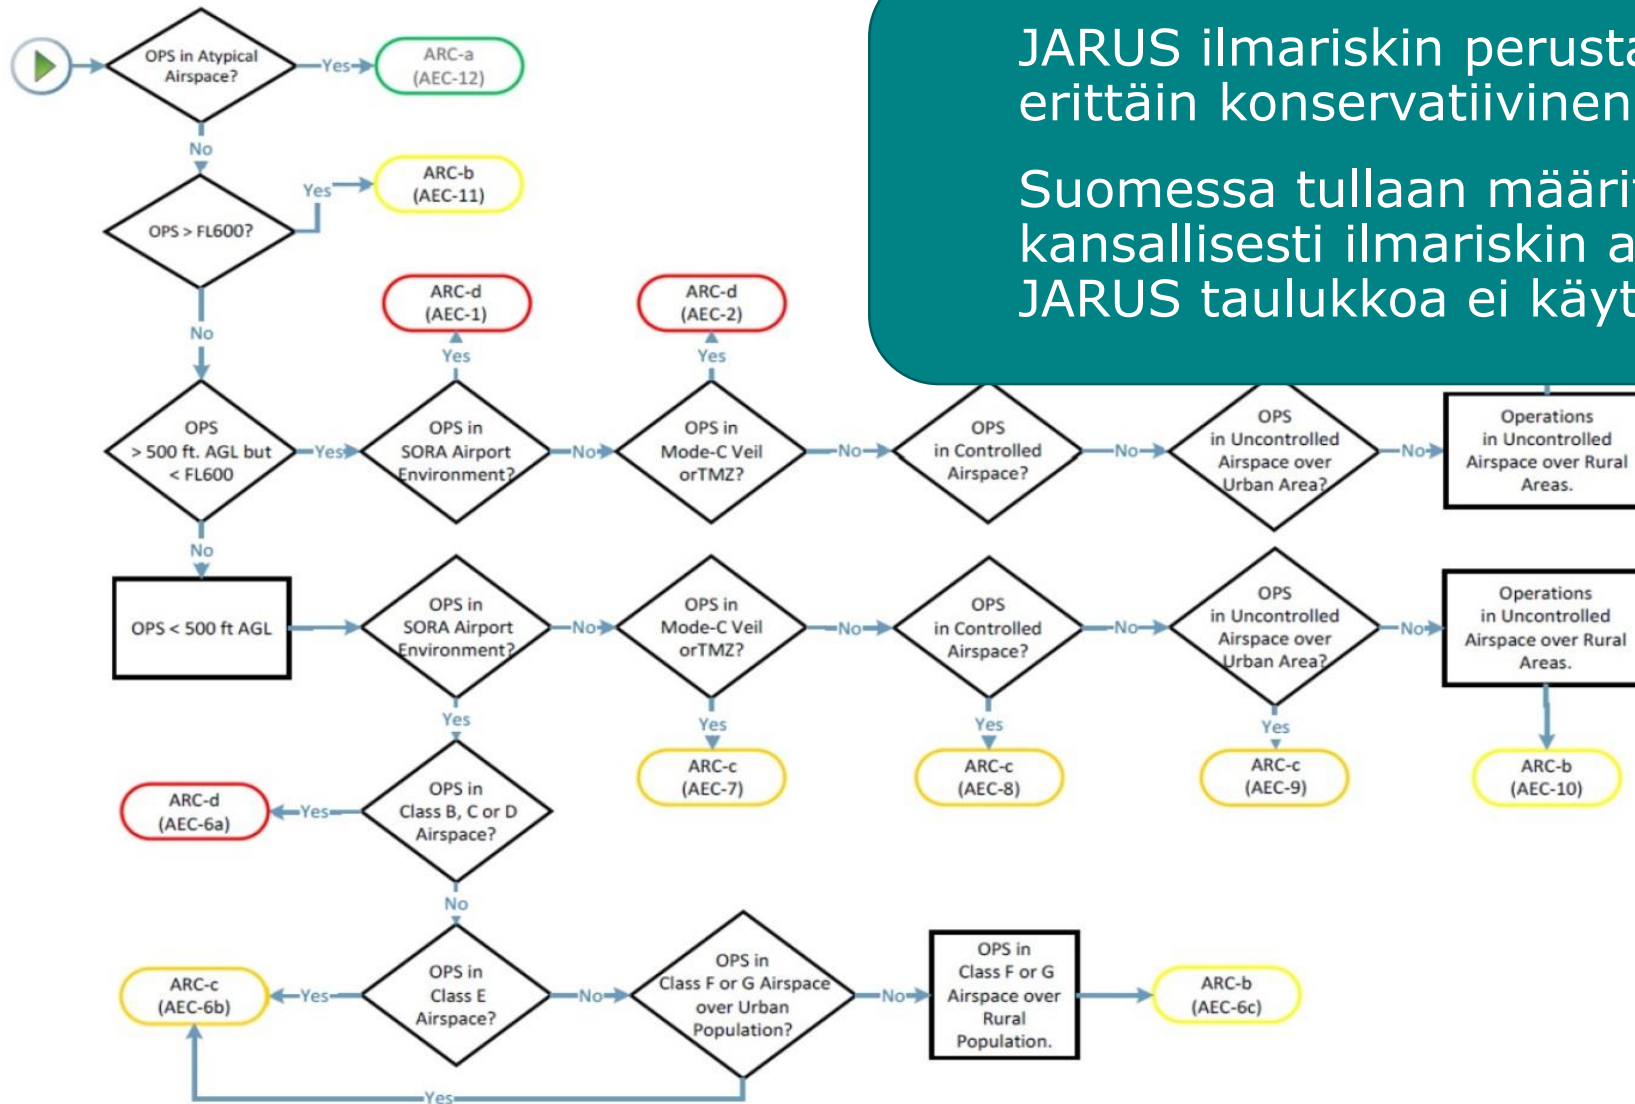 JARUS ilmariskin
erittäin konservatiivinen
Suomessa tullaan
kansallisesti ilmariskin
JARUS taulukkoa ei
OPS in Atypical
Airspace?
Yes
ARC-a
(AEC-12)
No
OPS > FL600?
Yes
ARC-b
(AEC-11)
No
ARC-d
(AEC-1)
ARC-d
(AEC-2)
Yes
Yes
OPS
> 500 ft. AGL but
< FL600
Yes
OPS in
SORA Airport
Environment?
No
OPS in
Mode-C Veil
orTMZ?
No
OPS
in Controlled
Airspace?
No
OPS
in Uncontrolled
Airspace over
Urban Area?
No
Operations
in Uncontrolled
Airspace over Rural
Areas.
No
OPS < 500 ft AGL
OPS in
SORA Airport
Environment?
No
OPS in
Mode-C Veil
orTMZ?
No
OPS
in Controlled
Airspace?
No
OPS
in Uncontrolled
Airspace over
Urban Area?
No
Operations
in Uncontrolled
Airspace over Rural
Areas.
Yes
Yes
Yes
Yes
ARC-c
(AEC-7)
ARC-c
(AEC-8)
ARC-c
(AEC-9)
ARC-b
(AEC-10)
OPS in
Class B, C or D
Airspace?
Yes
ARC-d
(AEC-6a)
No
OPS in
Class E
Airspace?
Yes
ARC-c
(AEC-6b)
No
OPS in
Class F or G Airspace
over Urban
Population?
No
OPS in
Class F or G
Airspace over
Rural
Population.
ARC-b
(AEC-6c)
Yes